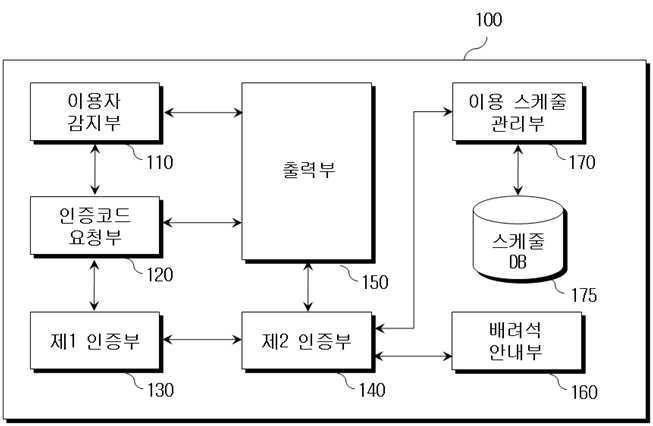 100
이용자
감지부
110
출력부
150
이용 스케줄
관리부
170
인증코드
요청부
120
스케줄
DB
175
제1 인증부
130
제2 인증부
140
배려석
안내부
160